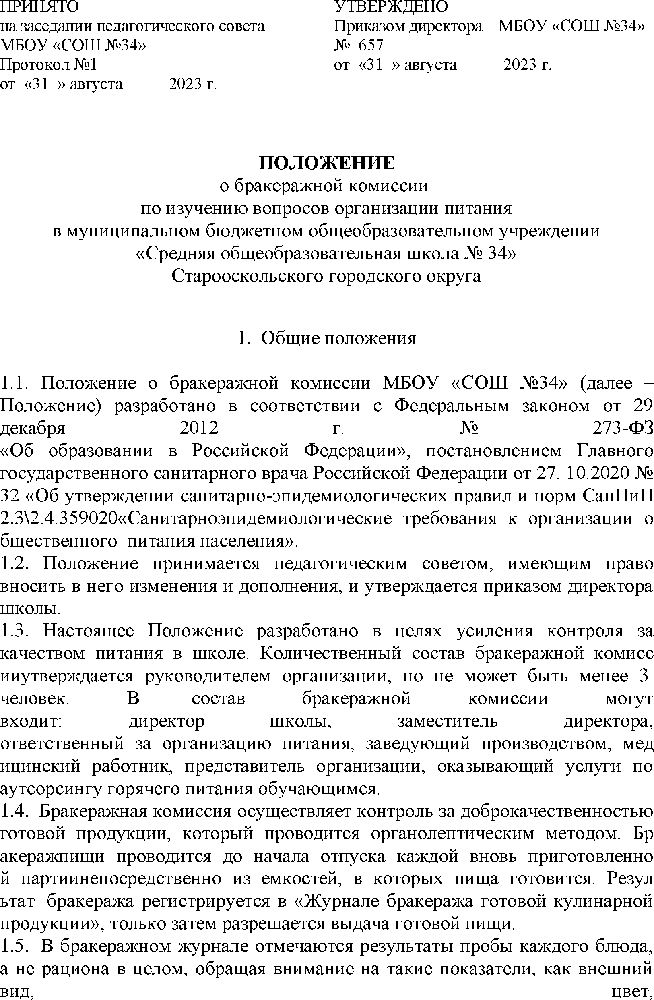 ПРИНЯТО
на заседании педагогического совета
МБОУ «СОШ №34»
Протокол №1
от «31 » августа 2023 г.
УТВЕРЖДЕНО
Приказом директора МБОУ «СОШ №34»
№ 657
от «31 » августа 2023 г.
ПОЛОЖЕНИЕ
о бракеражной комиссии
по изучению вопросов организации питания
в муниципальном бюджетном общеобразовательном учреждении
«Средняя общеобразовательная школа № 34»
Старооскольского городского округа
1. Общие положения
1.1. Положение о бракеражной комиссии МБОУ «СОШ №34» (далее –
Положение) разработано в соответствии с Федеральным законом от 29
декабря 2012 г. № 273-ФЗ
«Об образовании в Российской Федерации», постановлением Главного
государственного санитарного врача Российской Федерации от 27. 10.2020 №
32 «Об утверждении санитарно-эпидемиологических правил и норм СанПиН
2.3\2.4.359020«Санитарноэпидемиологические требования к организации о
бщественного питания населения».
1.2. Положение принимается педагогическим советом, имеющим право
вносить в него изменения и дополнения, и утверждается приказом директора
школы.
1.3. Настоящее Положение разработано в целях усиления контроля за
качеством питания в школе. Количественный состав бракеражной комисс
ииутверждается руководителем организации, но не может быть менее 3
человек. В состав бракеражной комиссии могут
входит: директор школы, заместитель директора,
ответственный за организацию питания, заведующий производством, мед
ицинский работник, представитель организации, оказывающий услуги по
аутсорсингу горячего питания обучающимся.
1.4. Бракеражная комиссия осуществляет контроль за доброкачественностью
готовой продукции, который проводится органолептическим методом. Бр
акеражпищи проводится до начала отпуска каждой вновь приготовленно
й партиинепосредственно из емкостей, в которых пища готовится. Резул
ьтат бракеража регистрируется в «Журнале бракеража готовой кулинарной
продукции», только затем разрешается выдача готовой пищи.
1.5. В бракеражном журнале отмечаются результаты пробы каждого блюда,
а не рациона в целом, обращая внимание на такие показатели, как внешний
вид, цвет,